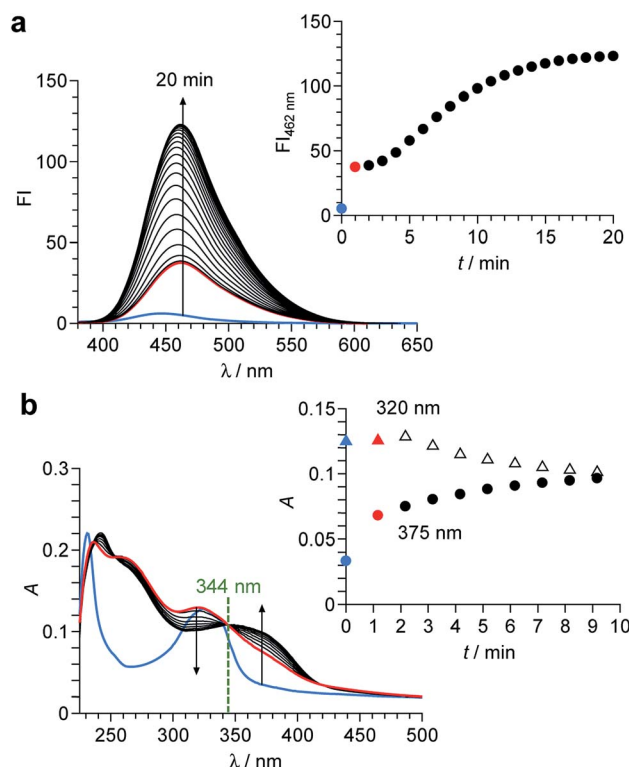 a
20 min
150
100
50
0
FI
400 450 500 550 600 650
λ / nm
150
100
50
0
FI462 nm
0 5 10 15 20
t / min
b
0.3
0.2
0.1
0
A
344 nm
250 300 350 400 450 500
λ / nm
0.15
0.1
0.05
0
A
320 nm
375 nm
0 1 2 3 4 5 6 7 8 9 10
t / min